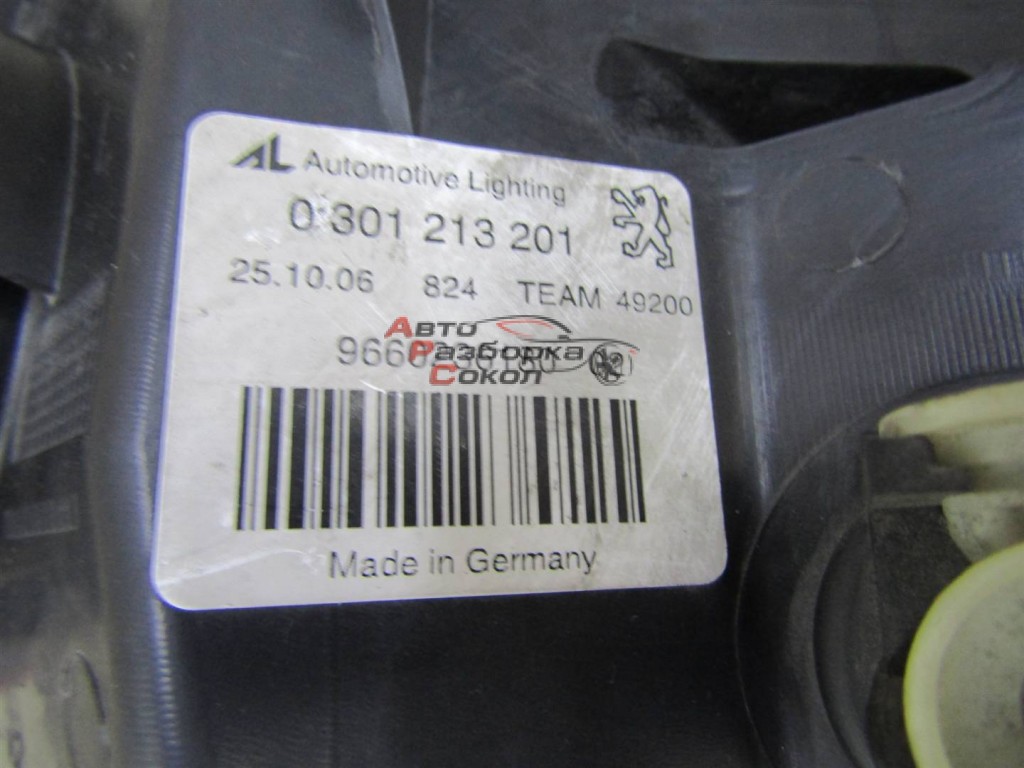 AL Automotive Lighting
0 301 213 201
25.10.06 824 TEAM 49200
АВТО
РАЗБОРКА
СОКОЛ
Made in Germany